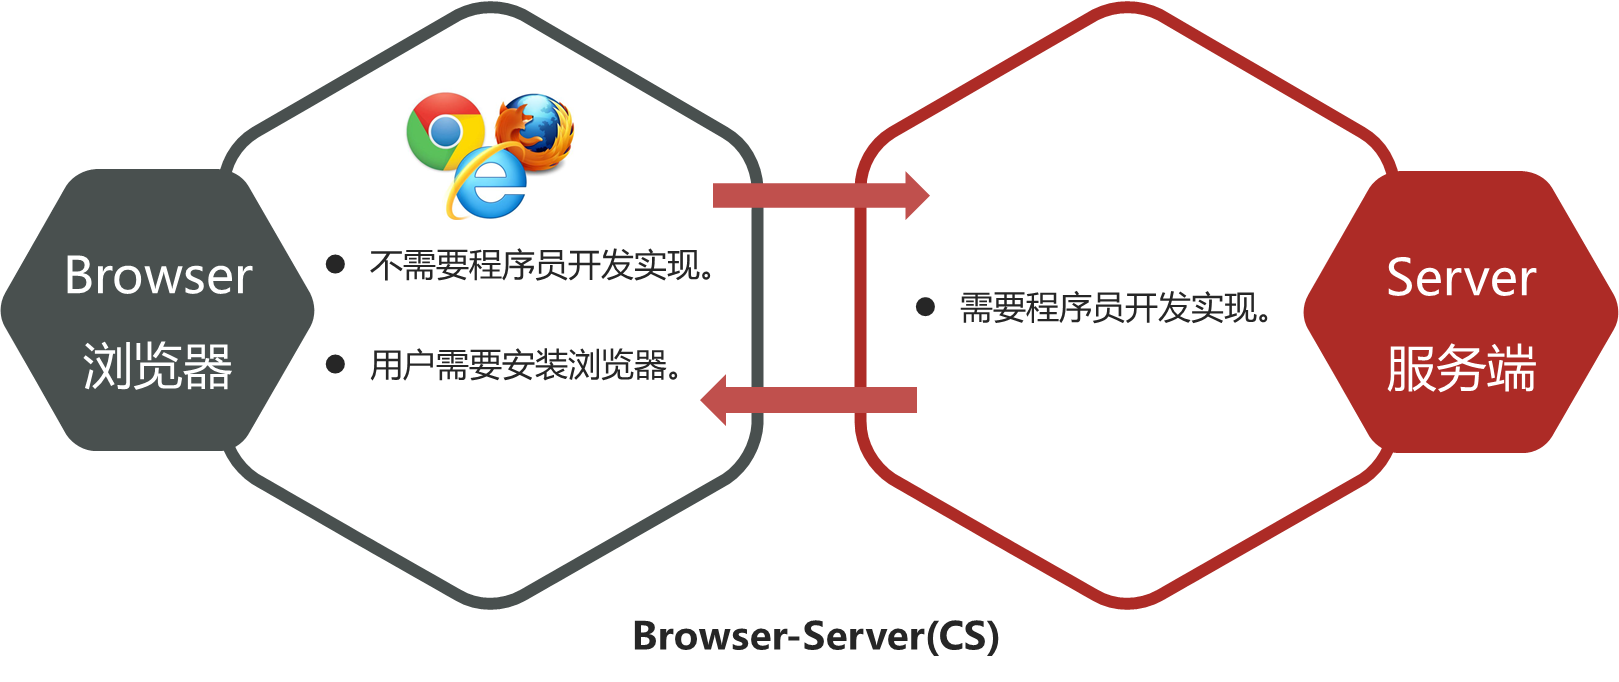 Browser
浏览器
不需要程序员开发实现。
用户需要安装浏览器。
需要程序员开发实现。
Server
服务端
Browser-Server(CS)